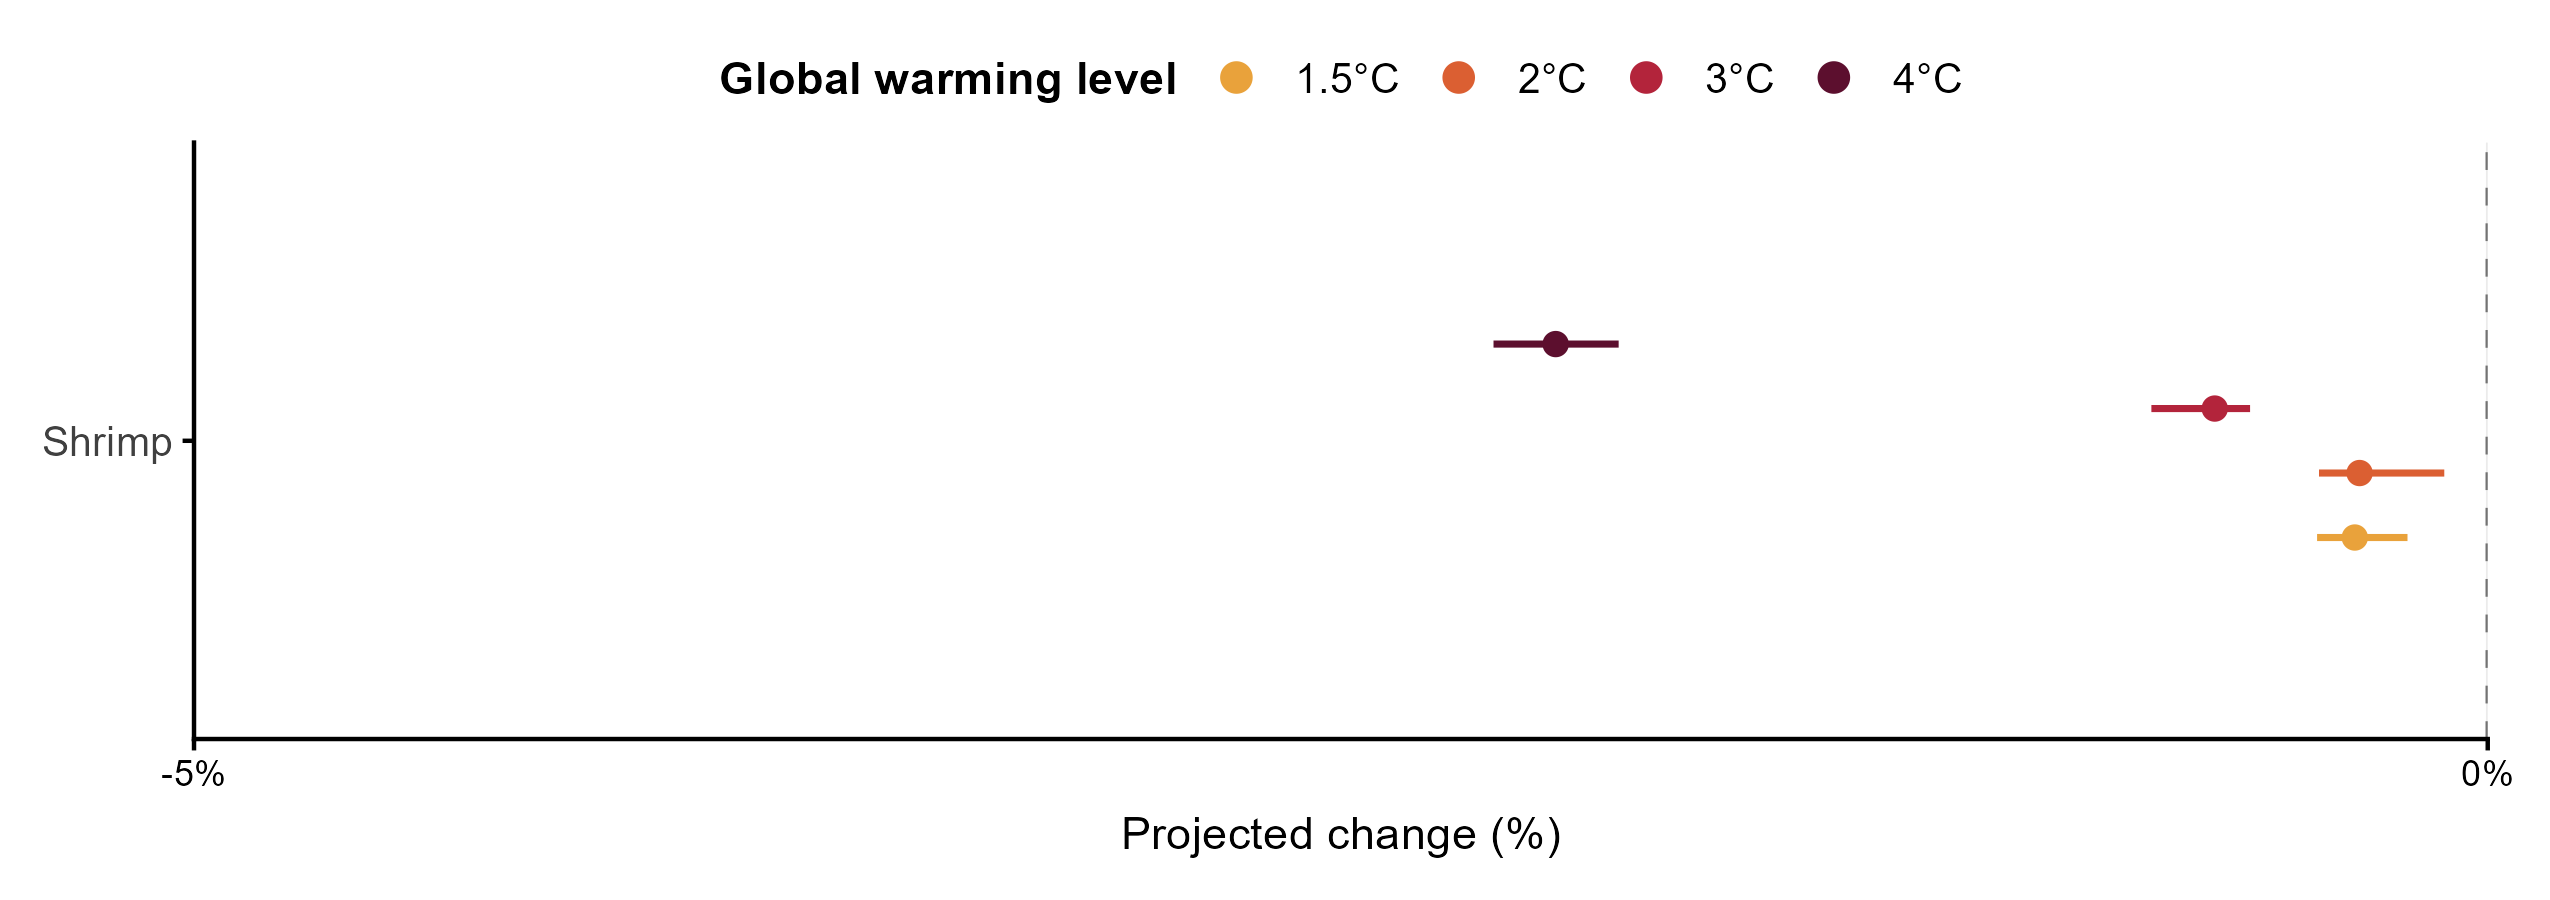 Global warming level 1.5°C 2°C 3°C 4°C
Shrimp
-5% 0%
Projected change (%)